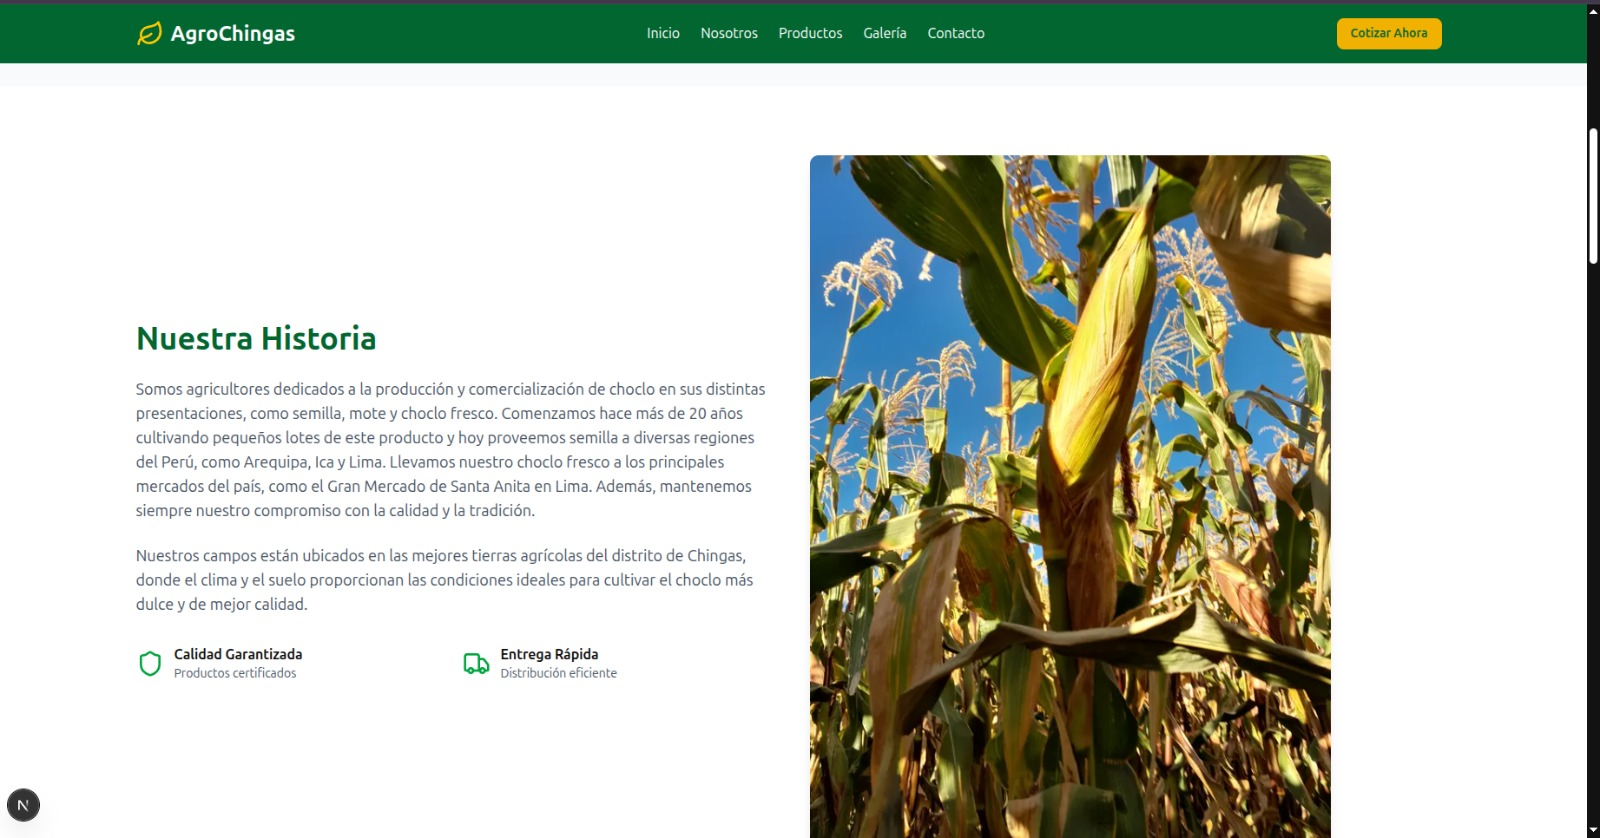 AgroChingas
Inicio
Nosotros
Productos
Galería
Contacto
Cotizar Ahora
Nuestra Historia
Somos agricultores dedicados a la producción y comercialización de choclo en sus distintas
presentaciones, como semilla, mote y choclo fresco. Comenzamos hace más de 20 años
cultivando pequeños lotes de este producto y hoy proveemos semilla a diversas regiones
del Perú, como Arequipa, Ica y Lima. Llevamos nuestro choclo fresco a los principales
mercados del país, como el Gran Mercado de Santa Anita en Lima. Además, mantenemos
siempre nuestro compromiso con la calidad y la tradición.
Nuestros campos están ubicados en las mejores tierras agrícolas del distrito de Chingas,
donde el clima y el suelo proporcionan las condiciones ideales para cultivar el choclo más
dulce y de mejor calidad.
Calidad Garantizada
Productos certificados
Entrega Rápida
Distribución eficiente
N